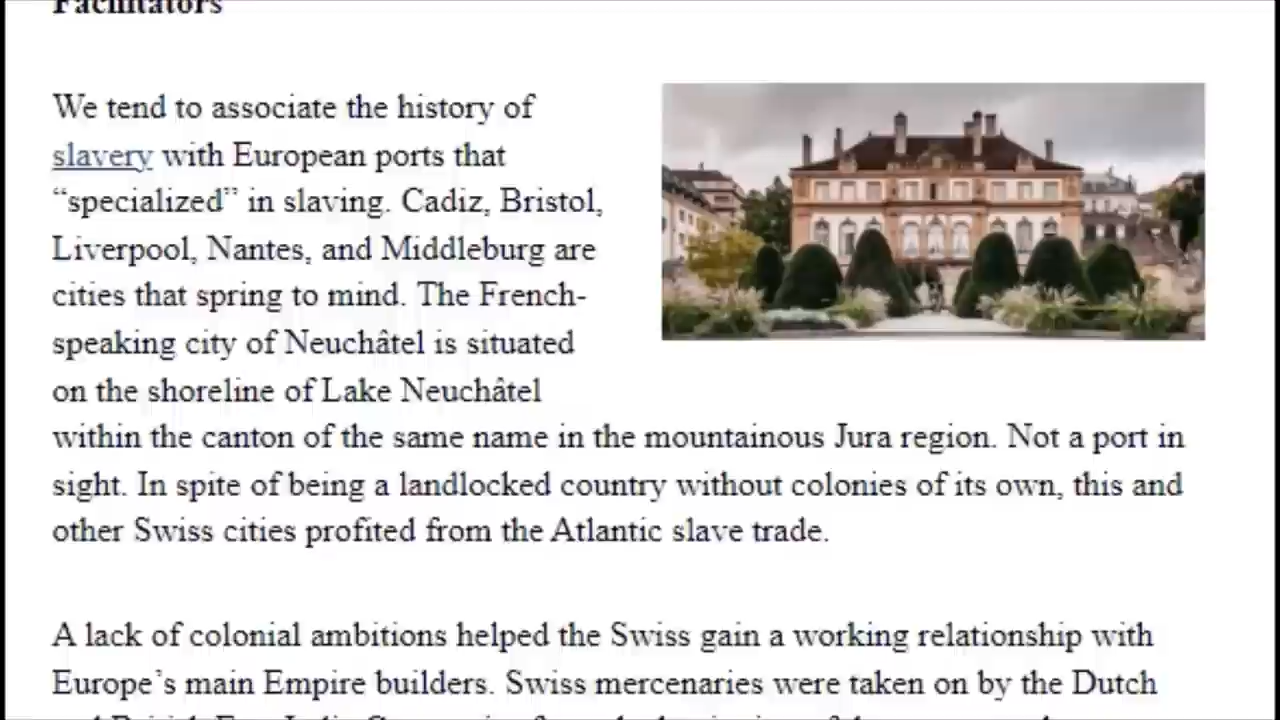 Facilitators
We tend to associate the history of
slavery with European ports that
“specialized” in slaving. Cadiz, Bristol,
Liverpool, Nantes, and Middleburg are
cities that spring to mind. The French-
speaking city of Neuchâtel is situated
on the shoreline of Lake Neuchâtel
within the canton of the same name in the mountainous Jura region. Not a port in
sight. In spite of being a landlocked country without colonies of its own, this and
other Swiss cities profited from the Atlantic slave trade.
A lack of colonial ambitions helped the Swiss gain a working relationship with
Europe’s main Empire builders. Swiss mercenaries were taken on by the Dutch